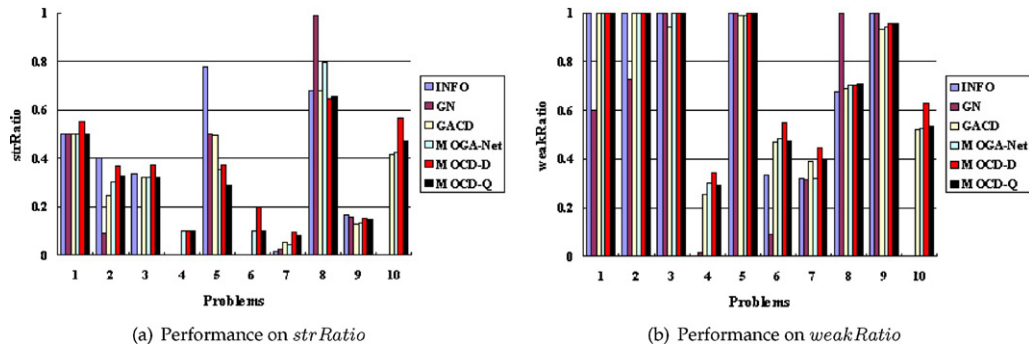 1
0.8
0.6
0.4
0.2
0
strRatio
1 2 3 4 5 6 7 8 9 10
Problems
INFO
GN
GACD
MOGA-Net
MOCD-D
MOCD-Q
(a) Performance on strRatio
1
0.8
0.6
0.4
0.2
0
weakRatio
1 2 3 4 5 6 7 8 9 10
Problems
INFO
GN
GACD
MOGA-Net
MOCD-D
MOCD-Q
(b) Performance on weakRatio